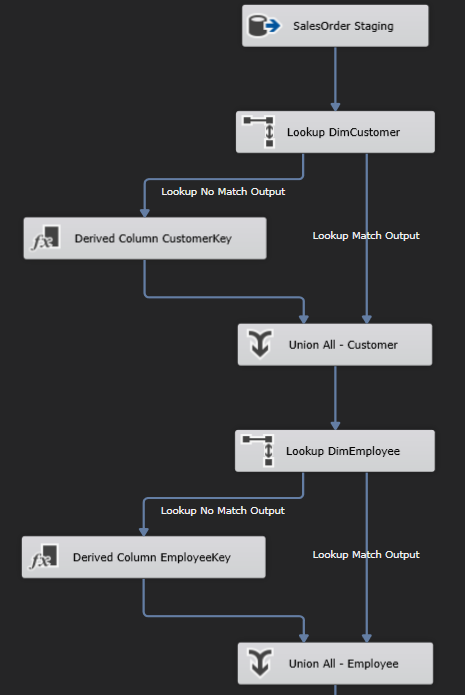 SalesOrder Staging
Lookup DimCustomer
Lookup No Match Output
Derived Column CustomerKey
Lookup Match Output
Union All - Customer
Lookup DimEmployee
Lookup No Match Output
Derived Column EmployeeKey
Lookup Match Output
Union All - Employee